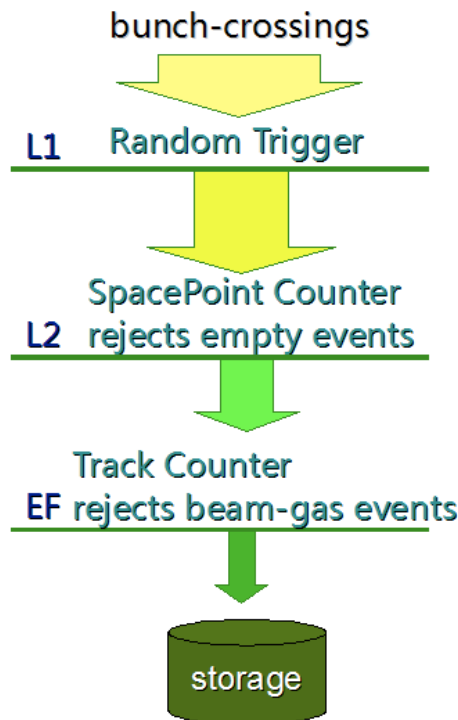 bunch-crossings
L1 Random Trigger
SpacePoint Counter
L2 rejects empty events
Track Counter
EF rejects beam-gas events
storage